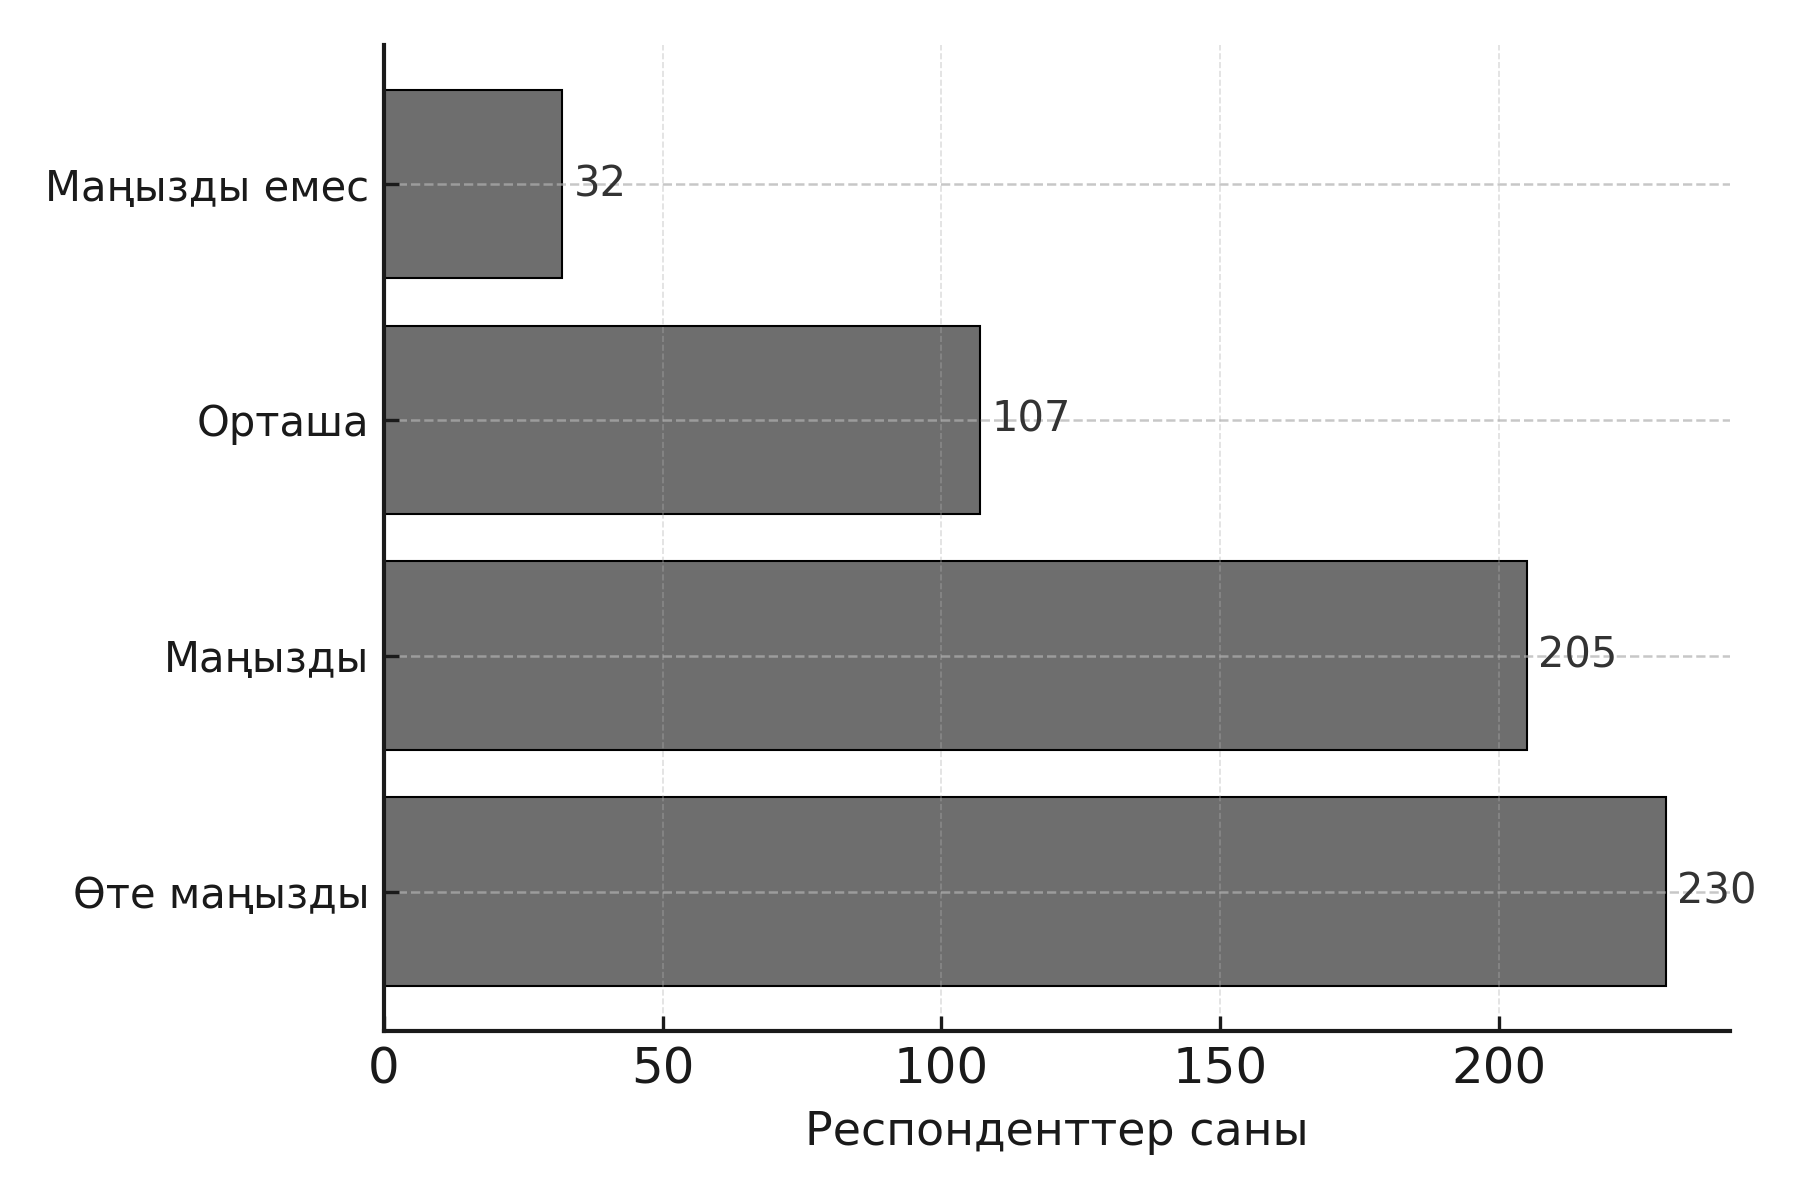 Маңызды емес
32
Орташа
107
Маңызды
205
Өте маңызды
230
0 50 100 150 200
Респонденттер саны